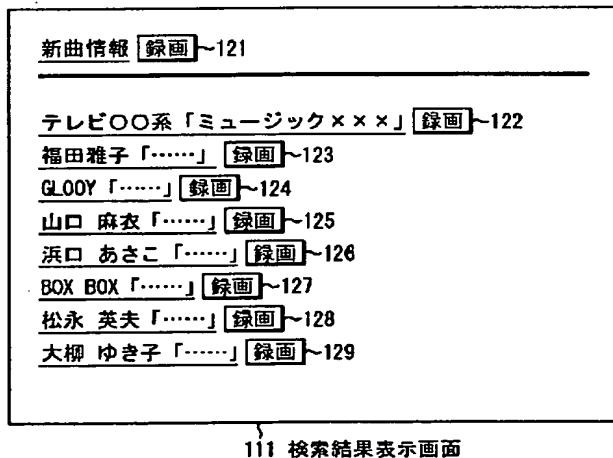 新曲情報 録画 〜121
テレビ〇〇系「ミュージック×××」 録画 〜122
福田雅子「……」 録画 〜123
GLOOY「……」 録画 〜124
山口 麻衣「……」 録画 〜125
浜口 あさこ「……」 録画 〜126
BOX BOX「……」 録画 〜127
松永 英夫「……」 録画 〜128
大柳 ゆき子「……」 録画 〜129
111 検索結果表示画面